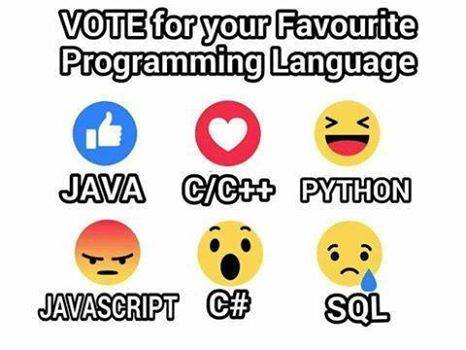 VOTE for your Favourite
Programming Language
JAVA C/C++ PYTHON
JAVASCRIPT C# SQL